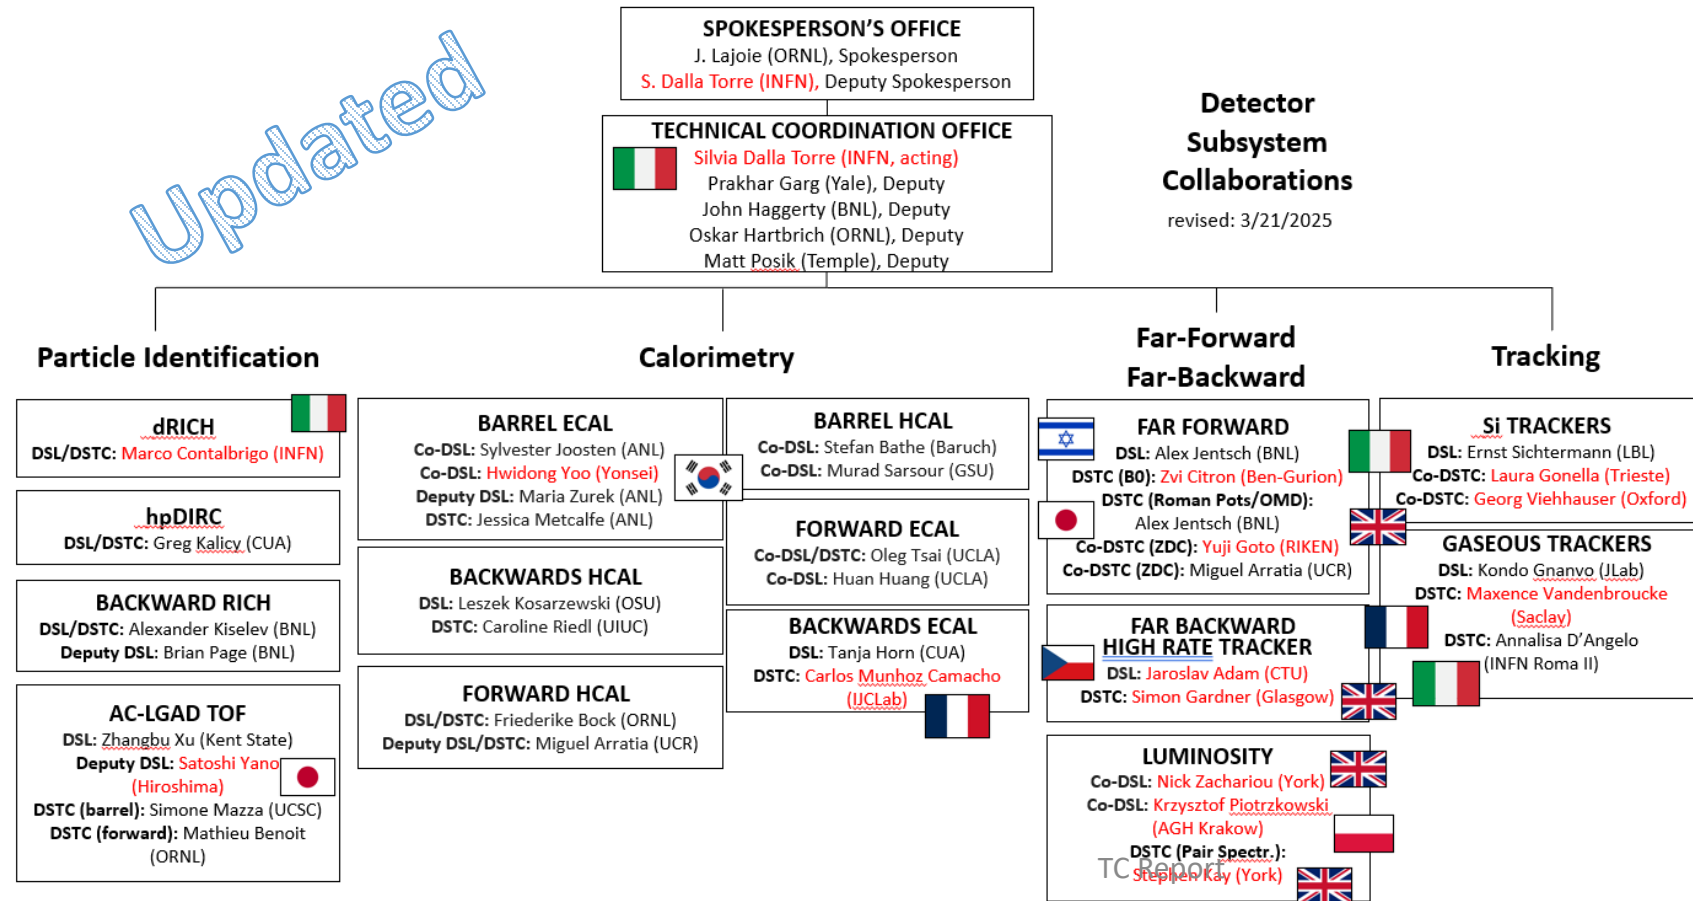 Updated
SPOKESPERSON'S OFFICE
J. Lajoie (ORNL), Spokesperson
S. Dalla Torre (INFN), Deputy Spokesperson
TECHNICAL COORDINATION OFFICE
Silvia Dalla Torre (INFN, acting)
Prakhar Garg (Yale), Deputy
John Haggerty (BNL), Deputy
Oskar Hartbrich (ORNL), Deputy
Matt Posik (Temple), Deputy
Detector
Subsystem
Collaborations
revised: 3/21/2025
Particle Identification
dRICH
DSL/DSTC: Marco Contalbrigo (INFN)
hpDIRC
DSL/DSTC: Greg Kalicy (CUA)
BACKWARD RICH
DSL/DSTC: Alexander Kiselev (BNL)
Deputy DSL: Brian Page (BNL)
AC-LGAD TOF
DSL: Zhangbu Xu (Kent State)
Deputy DSL: Satoshi Yano
(Hiroshima)
DSTC (barrel): Simone Mazza (UCSC)
DSTC (forward): Mathieu Benoit
(ORNL)
Calorimetry
BARREL ECAL
Co-DSL: Sylvester Joosten (ANL)
Co-DSL: Hwidong Yoo (Yonsei)
Deputy DSL: Maria Zurek (ANL)
DSTC: Jessica Metcalfe (ANL)
BACKWARDS HCAL
DSL: Leszek Kosarzewski (OSU)
DSTC: Caroline Riedl (UIUC)
FORWARD HCAL
DSL/DSTC: Friederike Bock (ORNL)
Deputy DSL/DSTC: Miguel Arratia (UCR)
BARREL HCAL
Co-DSL: Stefan Bathe (Baruch)
Co-DSL: Murad Sarsour (GSU)
FORWARD ECAL
Co-DSL/DSTC: Oleg Tsai (UCLA)
Co-DSL: Huan Huang (UCLA)
BACKWARDS ECAL
DSL: Tanja Horn (CUA)
DSTC: Carlos Munhoz Camacho
(IJCLab)
Far-Forward
Far-Backward
FAR FORWARD
DSL: Alex Jentsch (BNL)
DSTC (B0): Zvi Citron (Ben-Gurion)
DSTC (Roman Pots/OMD):
Alex Jentsch (BNL)
Co-DSTC (ZDC): Yuji Goto (RIKEN)
Co-DSTC (ZDC): Miguel Arratia (UCR)
FAR BACKWARD
HIGH RATE TRACKER
DSL: Jaroslav Adam (CTU)
DSTC: Simon Gardner (Glasgow)
LUMINOSITY
Co-DSL: Nick Zachariou (York)
Co-DSL: Krzysztof Piotrzkowski
(AGH Krakow)
DSTC (Pair Spectr.):
Stephen Kay (York)
TC Report
Tracking
Si TRACKERS
DSL: Ernst Sichtermann (LBL)
Co-DSTC: Laura Gonella (Trieste)
Co-DSTC: Georg Viehhauser (Oxford)
GASEOUS TRACKERS
DSL: Kondo Gnanvo (JLab)
DSTC: Maxence Vandenbroucke
(Saclay)
DSTC: Annalisa D'Angelo
(INFN Roma II)